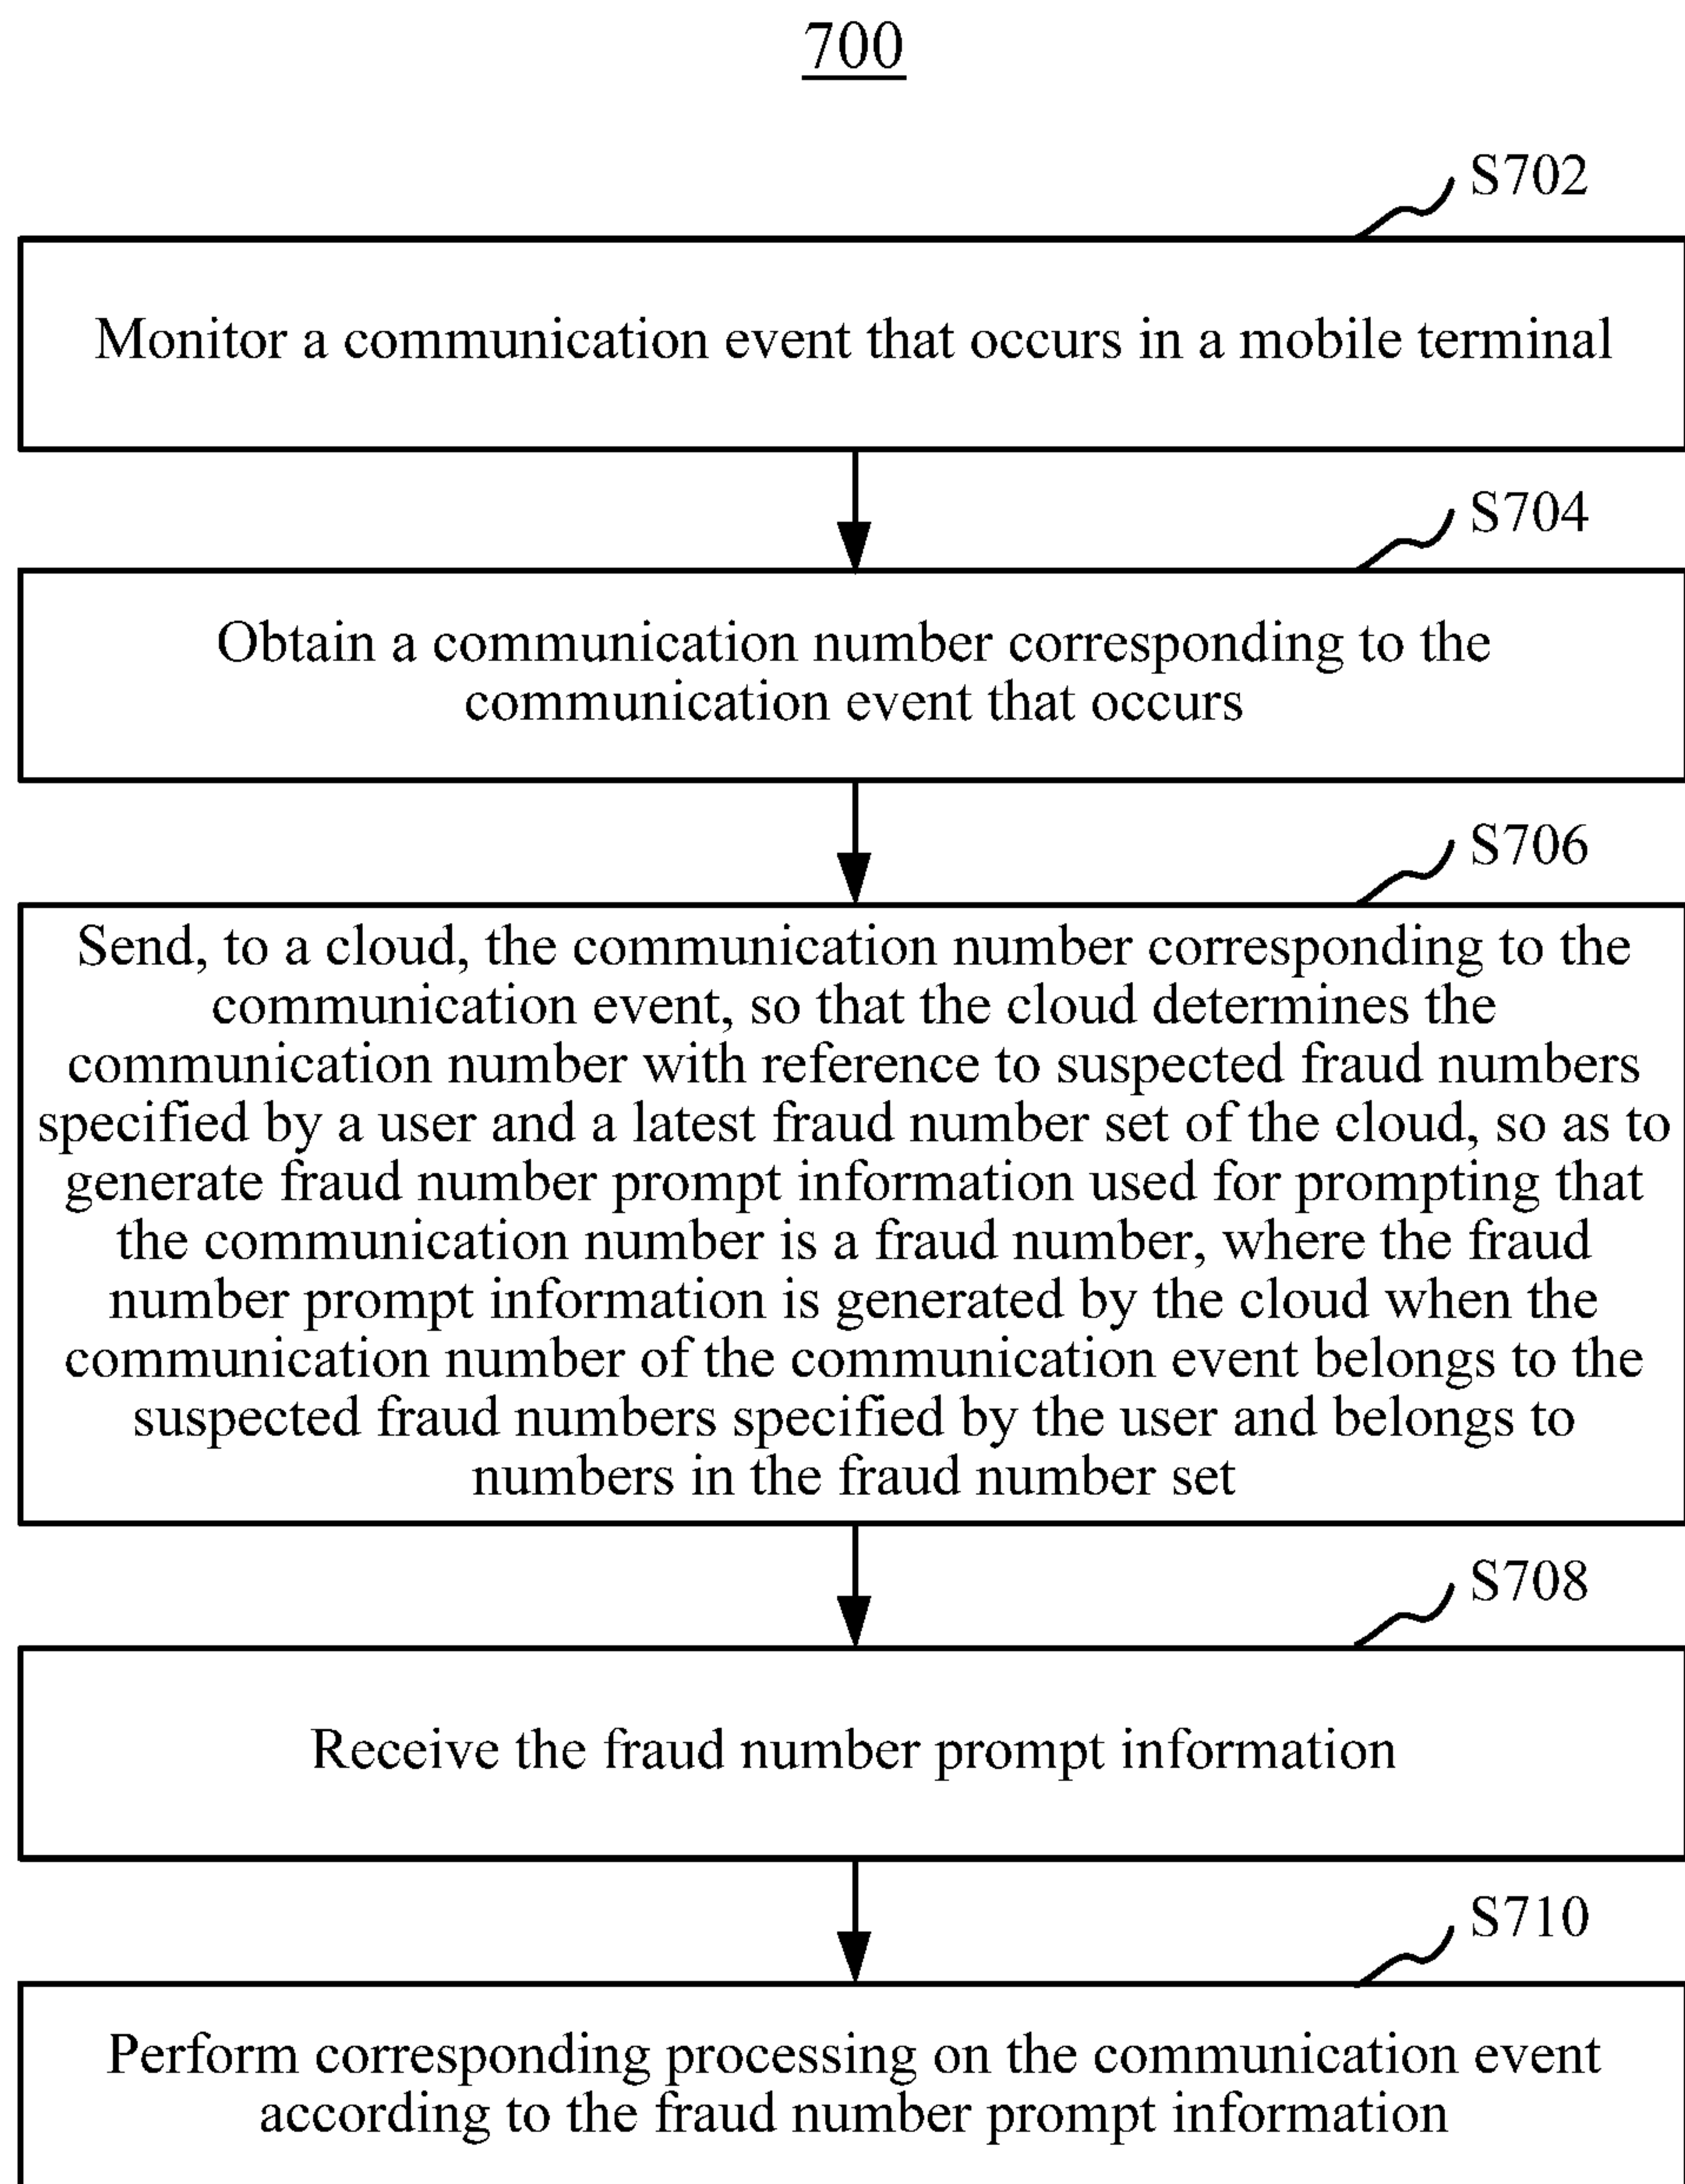 700
S702
Monitor a communication event that occurs in a mobile terminal
S704
Obtain a communication number corresponding to the
communication event that occurs
S706
Send, to a cloud, the communication number corresponding to the
communication event, so that the cloud determines the
communication number with reference to suspected fraud numbers
specified by a user and a latest fraud number set of the cloud, so as to
generate fraud number prompt information used for prompting that
the communication number is a fraud number, where the fraud
number prompt information is generated by the cloud when the
communication number of the communication event belongs to the
suspected fraud numbers specified by the user and belongs to
numbers in the fraud number set
S708
Receive the fraud number prompt information
S710
Perform corresponding processing on the communication event
according to the fraud number prompt information